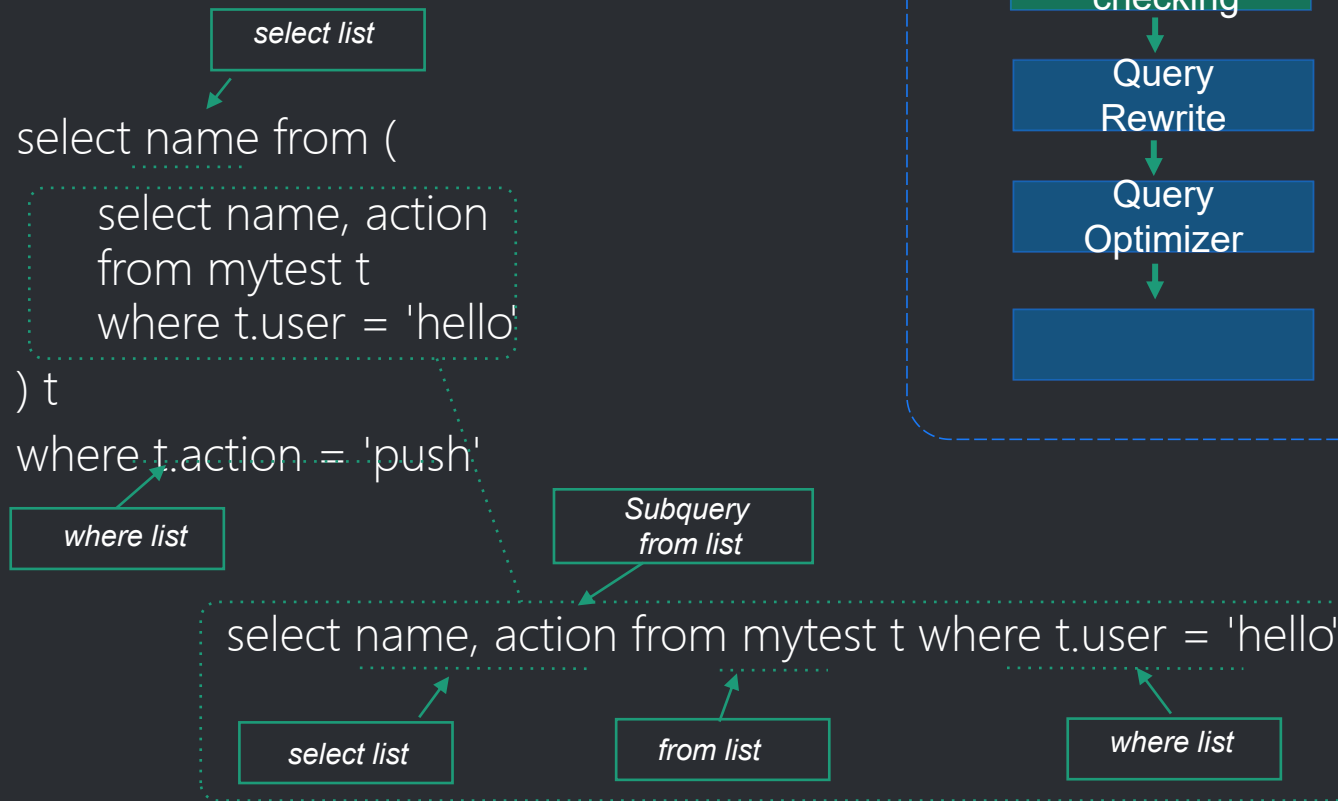 select list
select name from (
select name, action
from mytest t
where t.user = 'hello'
) t
where t.action = 'push'
where list
Subquery
from list
select name, action from mytest t where t.user = 'hello'
select list
from list
where list
checking
Query
Rewrite
Query
Optimizer